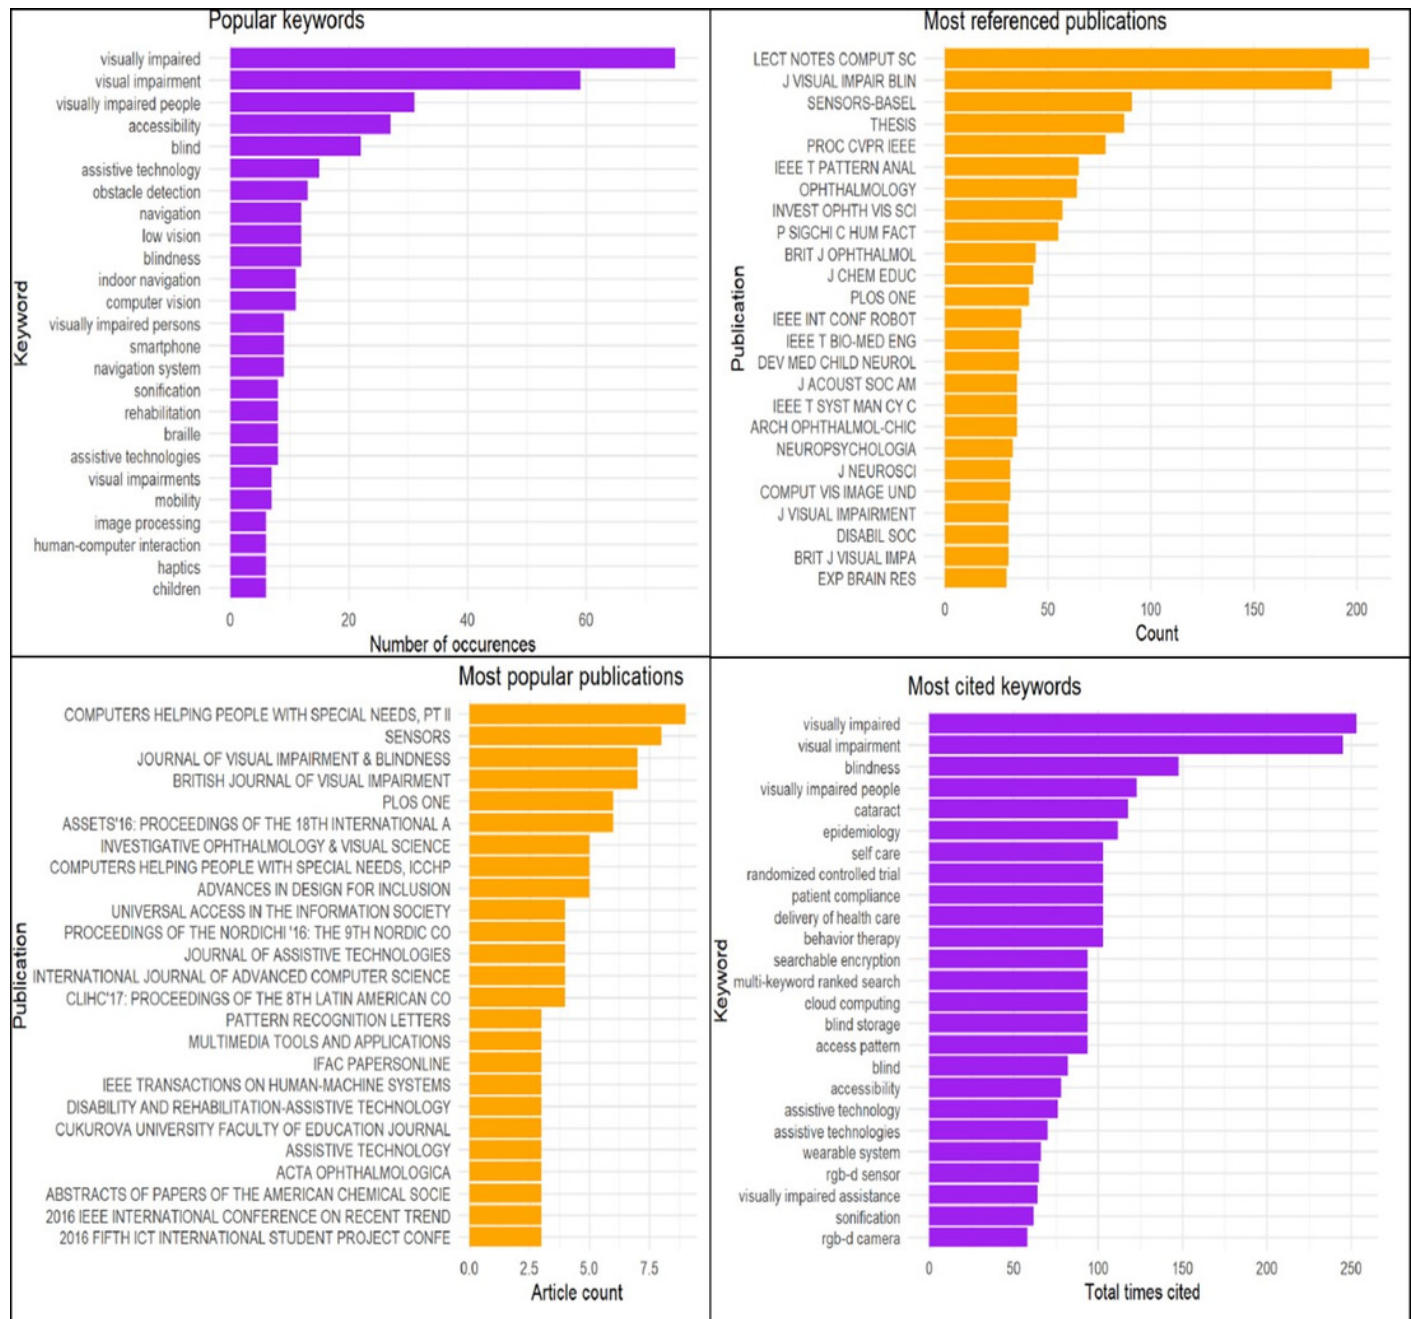 Popular keywords
Keyword
visually impaired
visual impairment
visually impaired people
accessibility
blind
assistive technology
obstacle detection
navigation
low vision
blindness
indoor navigation
computer vision
visually impaired persons
smartphone
navigation system
sonification
rehabilitation
braille
assistive technologies
visual impairments
mobility
image processing
human-computer interaction
haptics
children
0 20 40 60
Number of occurences
Most referenced publications
Publication
LECT NOTES COMPUT SC
J VISUAL IMPAIR BLIN
SENSORS-BASEL
THESIS
PROC CVPR IEEE
IEEE T PATTERN ANAL
OPHTHALMOLOGY
INVEST OPHTH VIS SCI
P SIGCHI C HUM FACT
BRIT J OPHTHALMOL
J CHEM EDUC
PLOS ONE
IEEE INT CONF ROBOT
IEEE T BIO-MED ENG
DEV MED CHILD NEUROL
J ACOUST SOC AM
IEEE T SYST MAN CY C
ARCH OPHTHALMOL-CHIC
NEUROPSYCHOLOGIA
J NEUROSCI
COMPUT VIS IMAGE UND
J VISUAL IMPAIRMENT
DISABIL SOC
BRIT J VISUAL IMPA
EXP BRAIN RES
0 50 100 150 200
Count
Most popular publications
Publication
COMPUTERS HELPING PEOPLE WITH SPECIAL NEEDS, PT II
SENSORS
JOURNAL OF VISUAL IMPAIRMENT & BLINDNESS
BRITISH JOURNAL OF VISUAL IMPAIRMENT
PLOS ONE
ASSETS'16: PROCEEDINGS OF THE 18TH INTERNATIONAL A
INVESTIGATIVE OPHTHALMOLOGY & VISUAL SCIENCE
COMPUTERS HELPING PEOPLE WITH SPECIAL NEEDS, ICCHP
ADVANCES IN DESIGN FOR INCLUSION
UNIVERSAL ACCESS IN THE INFORMATION SOCIETY
PROCEEDINGS OF THE NORDICHI '16: THE 9TH NORDIC CO
JOURNAL OF ASSISTIVE TECHNOLOGIES
INTERNATIONAL JOURNAL OF ADVANCED COMPUTER SCIENCE
CLIHC'17: PROCEEDINGS OF THE 8TH LATIN AMERICAN CO
PATTERN RECOGNITION LETTERS
MULTIMEDIA TOOLS AND APPLICATIONS
IFAC PAPERSONLINE
IEEE TRANSACTIONS ON HUMAN-MACHINE SYSTEMS
DISABILITY AND REHABILITATION-ASSISTIVE TECHNOLOGY
CUKUROVA UNIVERSITY FACULTY OF EDUCATION JOURNAL
ASSISTIVE TECHNOLOGY
ACTA OPHTHALMOLOGICA
ABSTRACTS OF PAPERS OF THE AMERICAN CHEMICAL SOCIE
2016 IEEE INTERNATIONAL CONFERENCE ON RECENT TREND
2016 FIFTH ICT INTERNATIONAL STUDENT PROJECT CONFE
0.0 2.5 5.0 7.5
Article count
Most cited keywords
Keyword
visually impaired
visual impairment
blindness
visually impaired people
cataract
epidemiology
self care
randomized controlled trial
patient compliance
delivery of health care
behavior therapy
searchable encryption
multi-keyword ranked search
cloud computing
blind storage
access pattern
blind
accessibility
assistive technology
assistive technologies
wearable system
rgb-d sensor
visually impaired assistance
sonification
rgb-d camera
0 50 100 150 200 250
Total times cited